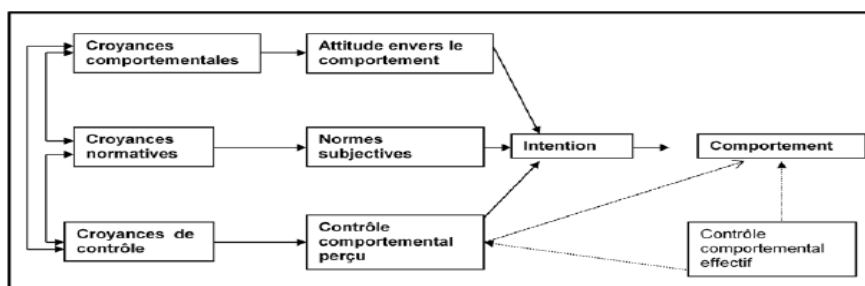 Croyances
comportementales
Attitude envers le
comportement
Croyances
normatives
Normes
subjectives
Intention
Comportement
Croyances de
contrôle
Contrôle
comportemental
perçu
Contrôle
comportemental
effectif